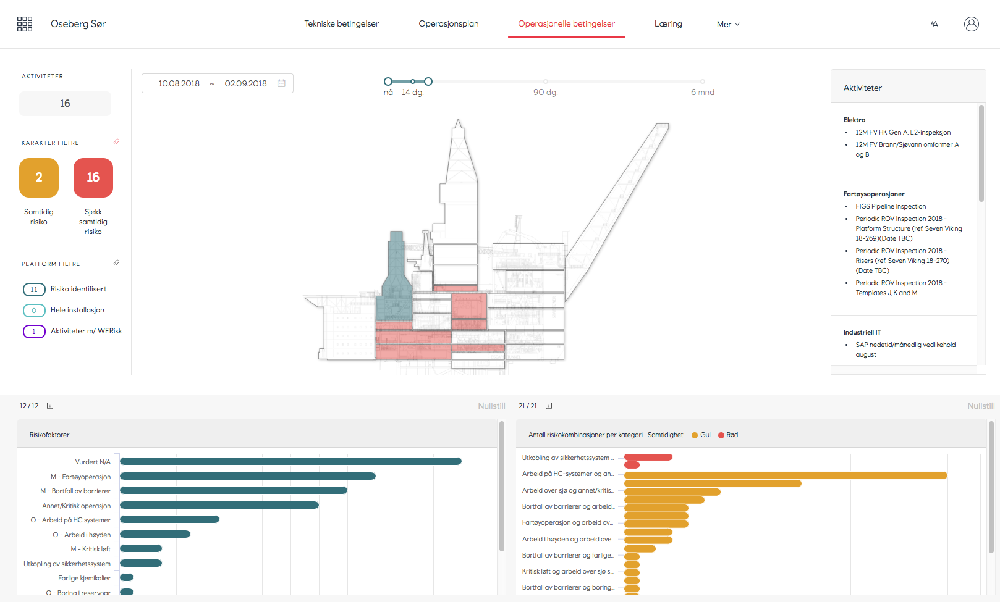 Oseberg Sør
Tekniske betingelser
Operasjonsplan
Operasjonelle betingelser
Læring
Mer
AA
AKTIVITETER
16
KARAKTER FILTRE
2
16
Samtidig
risiko
Sjekk
samtidig
risiko
PLATFORM FILTRE
11 Risiko identifisert
0 Hele installasjon
1 Aktiviteter m/ WERisk
10.08.2018 ~ 02.09.2018
nå
14 dg.
90 dg.
6 mnd
Aktiviteter
Elektro
• 12M FV HK Gen A. L2-inspeksjon
• 12M FV Brann/Sjøvann omformer A
og B
Fartøysoperasjoner
• FIGS Pipeline Inspection
• Periodic ROV Inspection 2018 -
Platform Structure (ref. Seven Viking
18-269)(Date TBC)
• Periodic ROV Inspection 2018 -
Risers (ref. Seven Viking 18-270)
(Date TBC)
• Periodic ROV Inspection 2018 -
Templates J, K and M
Industriell IT
• SAP nedetid/månedlig vedlikehold
august
12 / 12
Nullstill
Risikofaktorer
Vurdert N/A
M - Fartøyoperasjon
M - Bortfall av barrierer
Annet/Kritisk operasjon
O - Arbeid på HC systemer
O - Arbeid i høyden
M - Kritisk løft
Utkopling av sikkerhetssystem
Farlige kjemikalier
O - Boring i reservoar
21 / 21
Nullstill
Antall risikokombinasjoner per kategori Samtidighet: Gul Rød
Utkobling av sikkerhetssystem ...
Arbeid på HC-systemer og an...
Arbeid over sjø og annet/kritis...
Bortfall av barrierer og arbeid...
Fartøyoperasjon og arbeid ov...
Arbeid i høyden og arbeid ove...
Bortfall av barrierer og farlige...
Kritisk løft og arbeid over sjø s...
Bortfall av barrierer og boring...